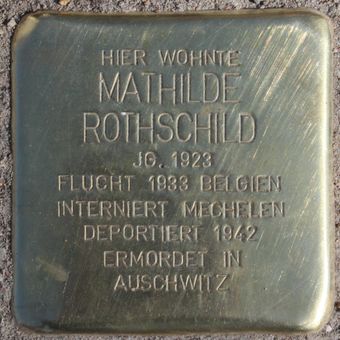 HIER WOHNTE
MATHILDE
ROTHSCHILD
JG. 1923
FLUCHT 1933 BELGIEN
INTERNIERT MECHELEN
DEPORTIERT 1942
ERMORDET IN
AUSCHWITZ